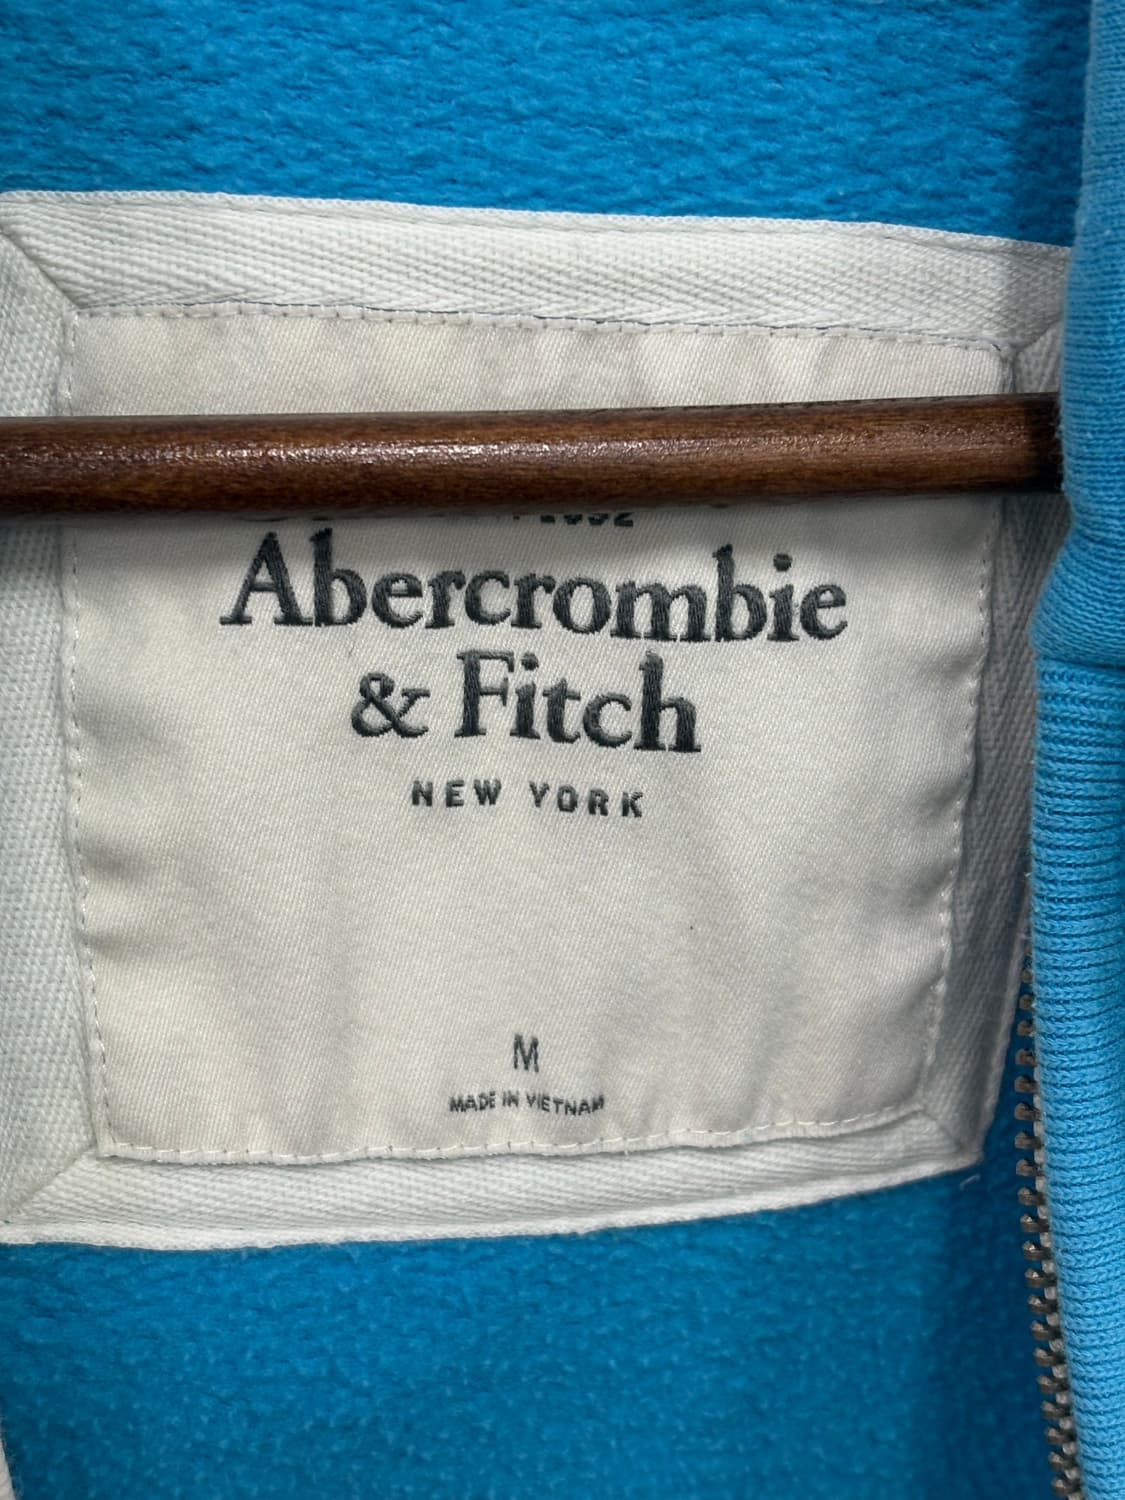 Abercrombie
& Fitch
NEW YORK
M
MADE IN VIETNAM